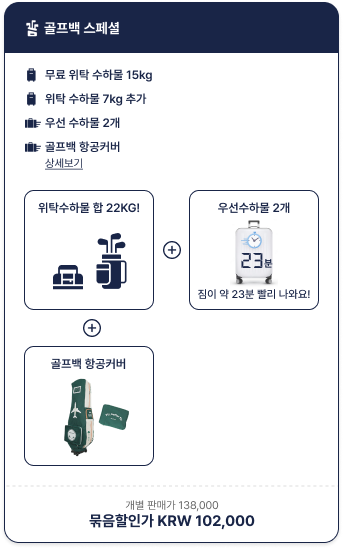 골프백 스페셜
무료 위탁 수하물 15kg
위탁 수하물 7kg 추가
우선 수하물 2개
골프백 항공커버
상세보기
위탁수하물 합 22KG!
우선수하물 2개
23분
짐이 약 23분 빨리 나와요!
골프백 항공커버
개별 판매가 138,000
묶음할인가 KRW 102,000